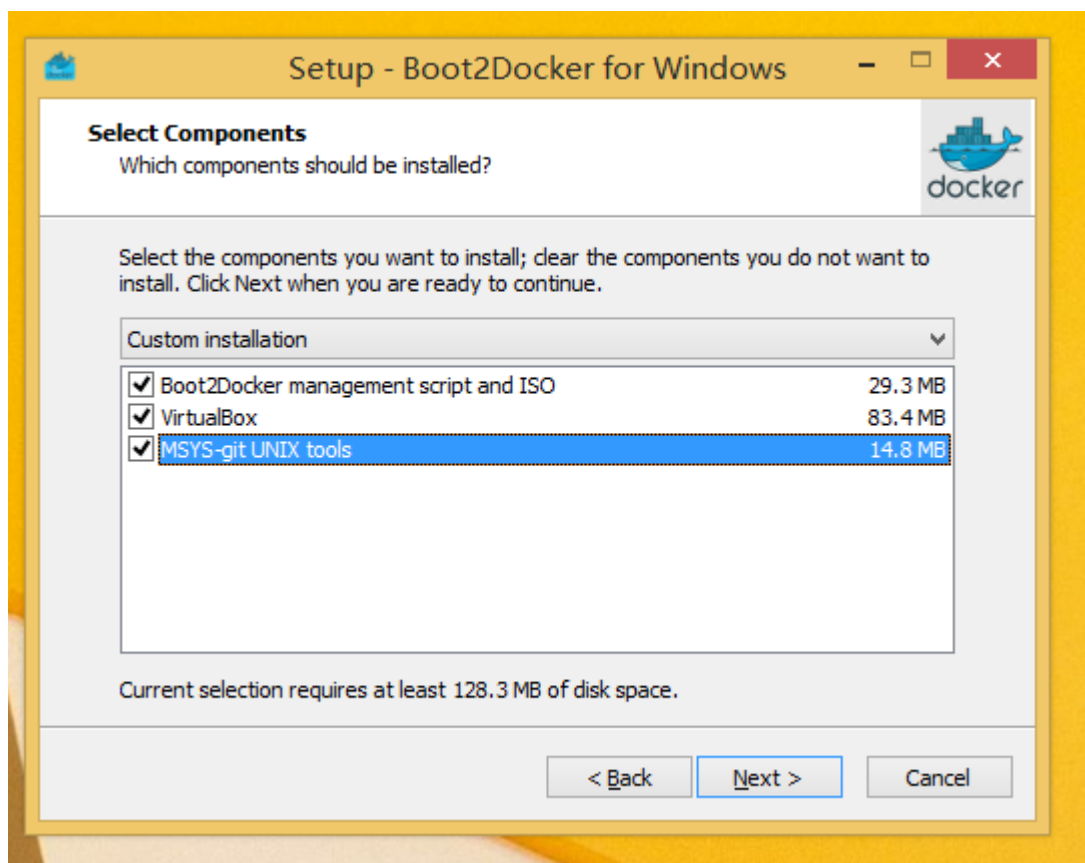 Setup - Boot2Docker for Windows
Select Components
Which components should be installed?
docker
Select the components you want to install; clear the components you do not want to
install. Click Next when you are ready to continue.
Custom installation
Boot2Docker management script and ISO 29.3 MB
VirtualBox 83.4 MB
MSYS-git UNIX tools 14.8 MB
Current selection requires at least 128.3 MB of disk space.
< Back Next > Cancel